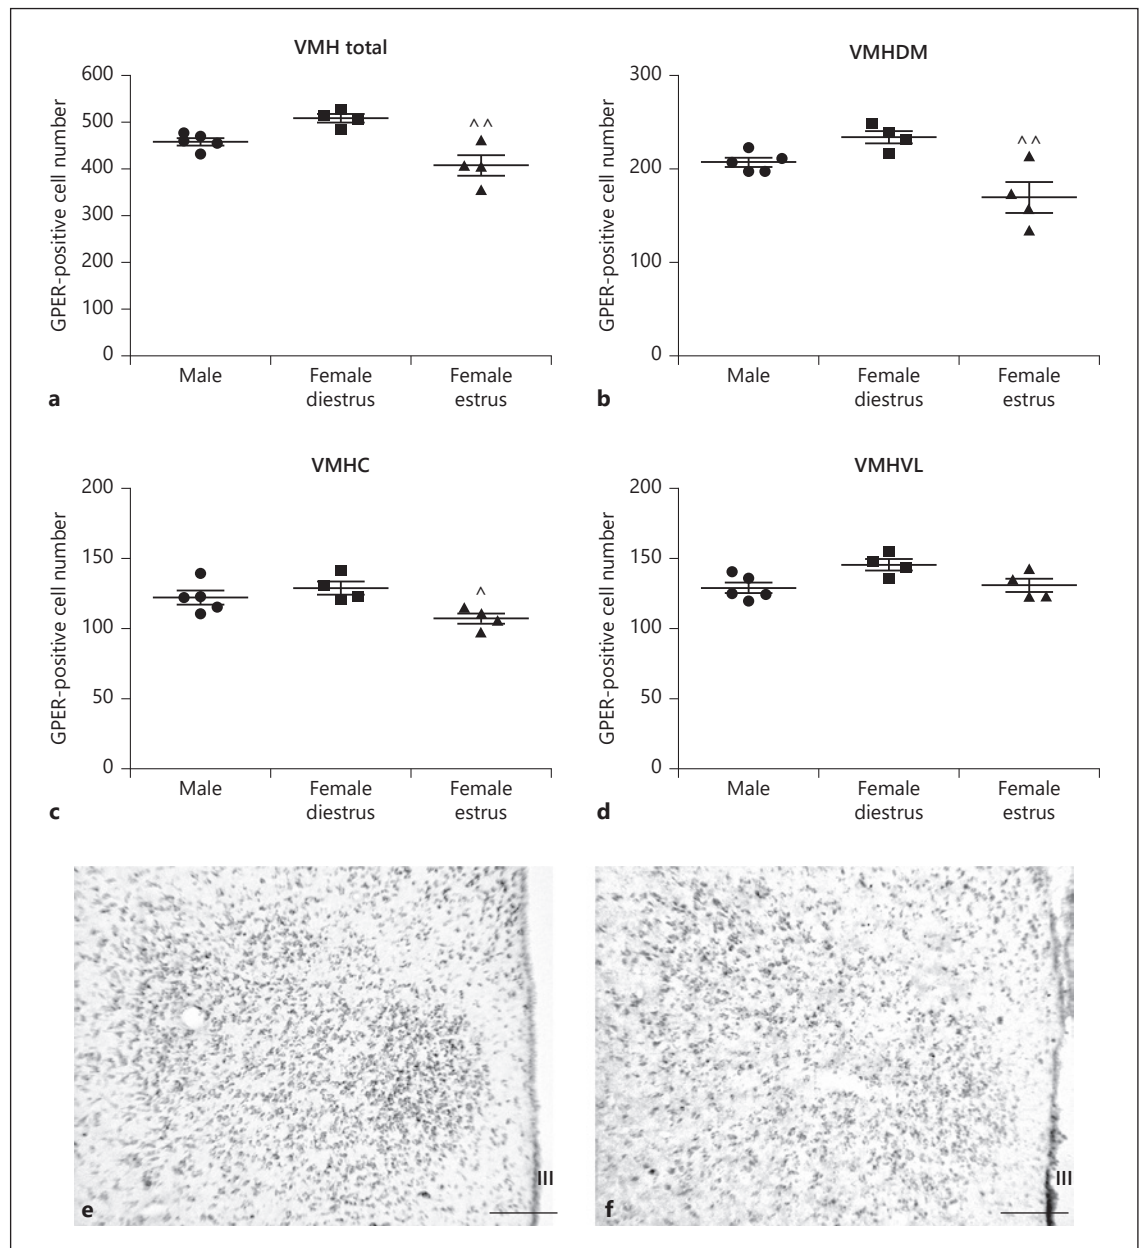 VMH total
GPER-positive cell number
600
500
400
300
200
100
0
^^
Male
Female
diestrus
Female
estrus
a
VMHDM
GPER-positive cell number
300
200
100
0
^^
Male
Female
diestrus
Female
estrus
b
VMHC
GPER-positive cell number
200
150
100
50
0
^
Male
Female
diestrus
Female
estrus
c
VMHVL
GPER-positive cell number
200
150
100
50
0
Male
Female
diestrus
Female
estrus
d
III
e
III
f